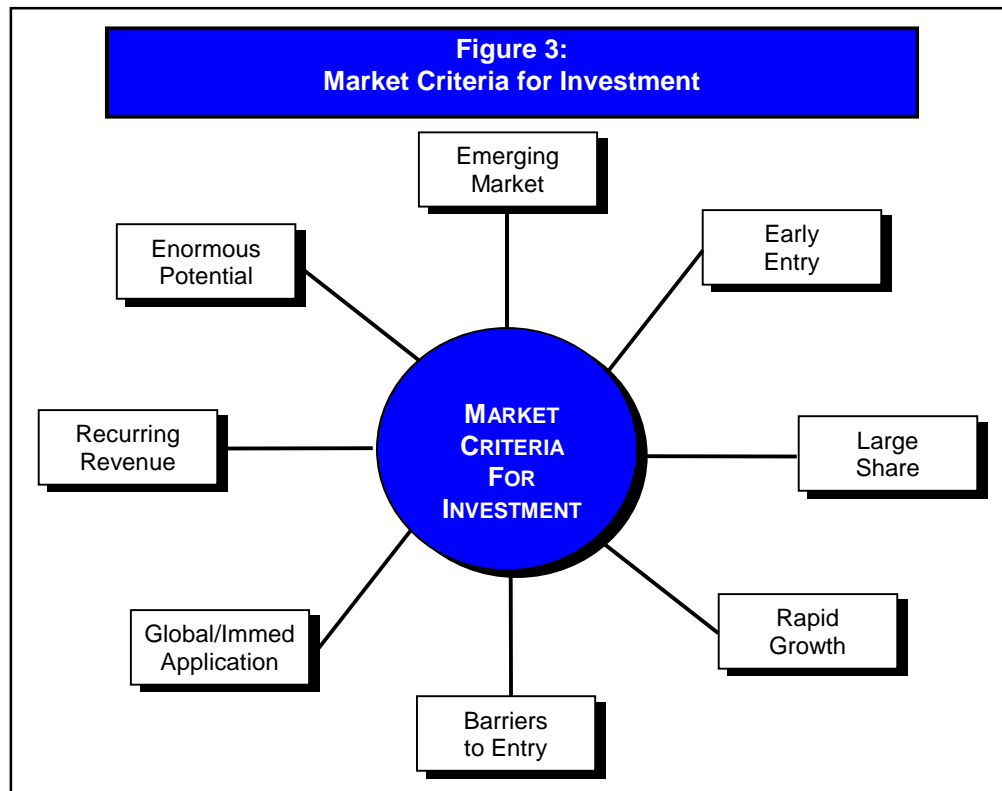 Figure 3:
Market Criteria for Investment
Emerging
Market
Early
Entry
Enormous
Potential
MARKET
CRITERIA
FOR
INVESTMENT
Large
Share
Recurring
Revenue
Rapid
Growth
Global/Immed
Application
Barriers
to Entry